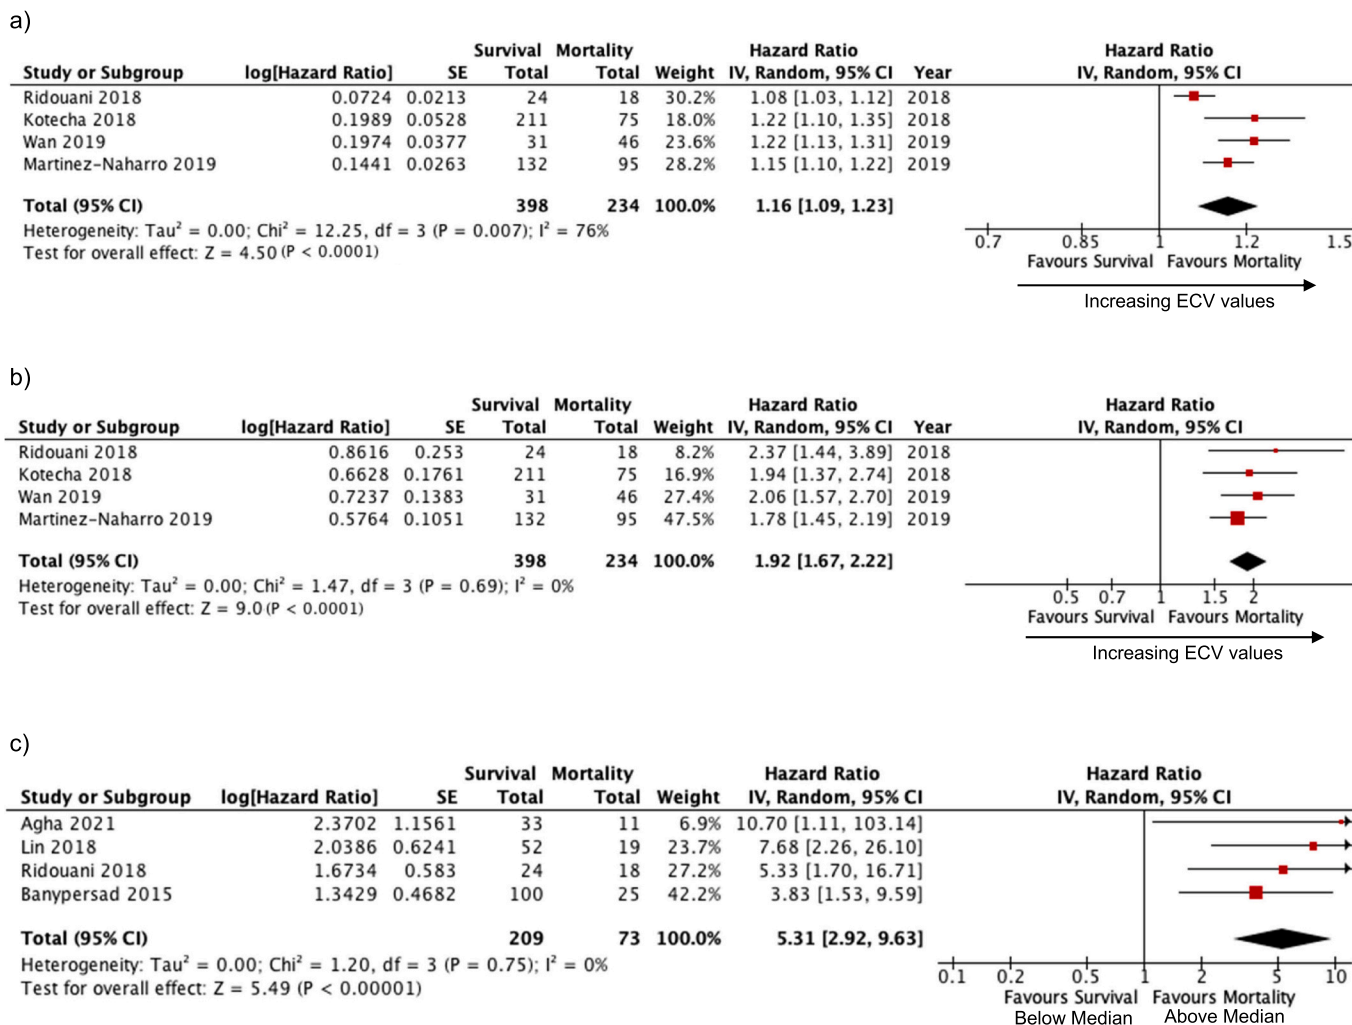 a)
Survival Mortality Hazard Ratio Hazard Ratio
Study or Subgroup log[Hazard Ratio] SE Total Total Weight IV, Random, 95% CI Year IV, Random, 95% CI
Ridouani 2018 0.0724 0.0213 24 18 30.2% 1.08 [1.03, 1.12] 2018
Kotecha 2018 0.1989 0.0528 211 75 18.0% 1.22 [1.10, 1.35] 2018
Wan 2019 0.1974 0.0377 31 46 23.6% 1.22 [1.13, 1.31] 2019
Martinez-Naharro 2019 0.1441 0.0263 132 95 28.2% 1.15 [1.10, 1.22] 2019
Total (95% CI) 398 234 100.0% 1.16 [1.09, 1.23]
Heterogeneity: Tau² = 0.00; Chi² = 12.25, df = 3 (P = 0.007); I² = 76%
Test for overall effect: Z = 4.50 (P < 0.0001)
0.7 0.85 1 1.2 1.5
Favours Survival Favours Mortality
Increasing ECV values
b)
Survival Mortality Hazard Ratio Hazard Ratio
Study or Subgroup log[Hazard Ratio] SE Total Total Weight IV, Random, 95% CI Year IV, Random, 95% CI
Ridouani 2018 0.8616 0.253 24 18 8.2% 2.37 [1.44, 3.89] 2018
Kotecha 2018 0.6628 0.1761 211 75 16.9% 1.94 [1.37, 2.74] 2018
Wan 2019 0.7237 0.1383 31 46 27.4% 2.06 [1.57, 2.70] 2019
Martinez-Naharro 2019 0.5764 0.1051 132 95 47.5% 1.78 [1.45, 2.19] 2019
Total (95% CI) 398 234 100.0% 1.92 [1.67, 2.22]
Heterogeneity: Tau² = 0.00; Chi² = 1.47, df = 3 (P = 0.69); I² = 0%
Test for overall effect: Z = 9.0 (P < 0.0001)
0.5 0.7 1 1.5 2
Favours Survival Favours Mortality
Increasing ECV values
c)
Survival Mortality Hazard Ratio Hazard Ratio
Study or Subgroup log[Hazard Ratio] SE Total Total Weight IV, Random, 95% CI IV, Random, 95% CI
Agha 2021 2.3702 1.1561 33 11 6.9% 10.70 [1.11, 103.14]
Lin 2018 2.0386 0.6241 52 19 23.7% 7.68 [2.26, 26.10]
Ridouani 2018 1.6734 0.583 24 18 27.2% 5.33 [1.70, 16.71]
Banypersad 2015 1.3429 0.4682 100 25 42.2% 3.83 [1.53, 9.59]
Total (95% CI) 209 73 100.0% 5.31 [2.92, 9.63]
Heterogeneity: Tau² = 0.00; Chi² = 1.20, df = 3 (P = 0.75); I² = 0%
Test for overall effect: Z = 5.49 (P < 0.00001)
0.1 0.2 0.5 1 2 5 10
Favours Survival Favours Mortality
Below Median Above Median